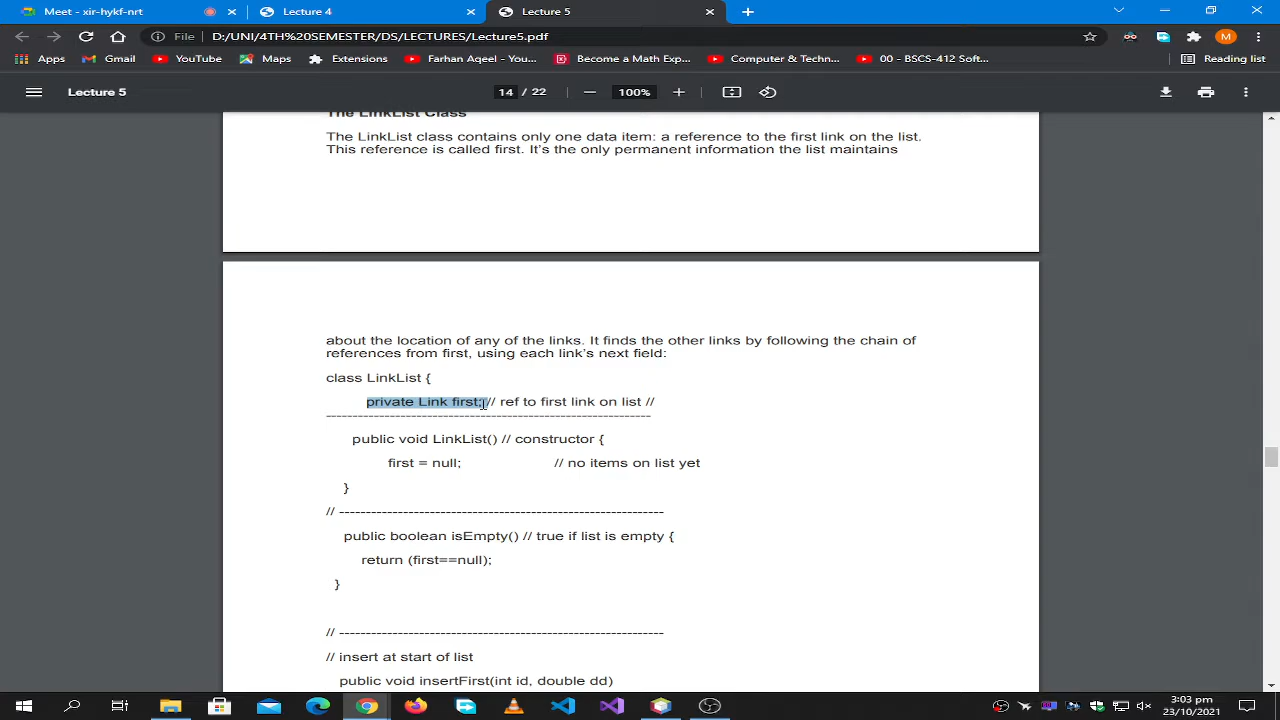 Meet - xir-hykf-nrt
Lecture 4
Lecture 5
File D:/UNI/4TH%20SEMESTER/DS/LECTURES/Lecture5.pdf
M
Apps Gmail YouTube Maps Extensions Farhan Aqeel - You... Become a Math Exp... Computer & Techn... 00 - BSCS-412 Soft... Reading list
Lecture 5 14 / 22 100%
The LinkList Class
The LinkList class contains only one data item: a reference to the first link on the list.
This reference is called first. It's the only permanent information the list maintains
about the location of any of the links. It finds the other links by following the chain of
references from first, using each link's next field:
class LinkList {
private Link first; // ref to first link on list //
-------------------------------------------------------------
public void LinkList() // constructor {
first = null; // no items on list yet
}
// -------------------------------------------------------------
public boolean isEmpty() // true if list is empty {
return (first==null);
}
// -------------------------------------------------------------
// insert at start of list
public void insertFirst(int id, double dd)
3:03 pm
23/10/2021